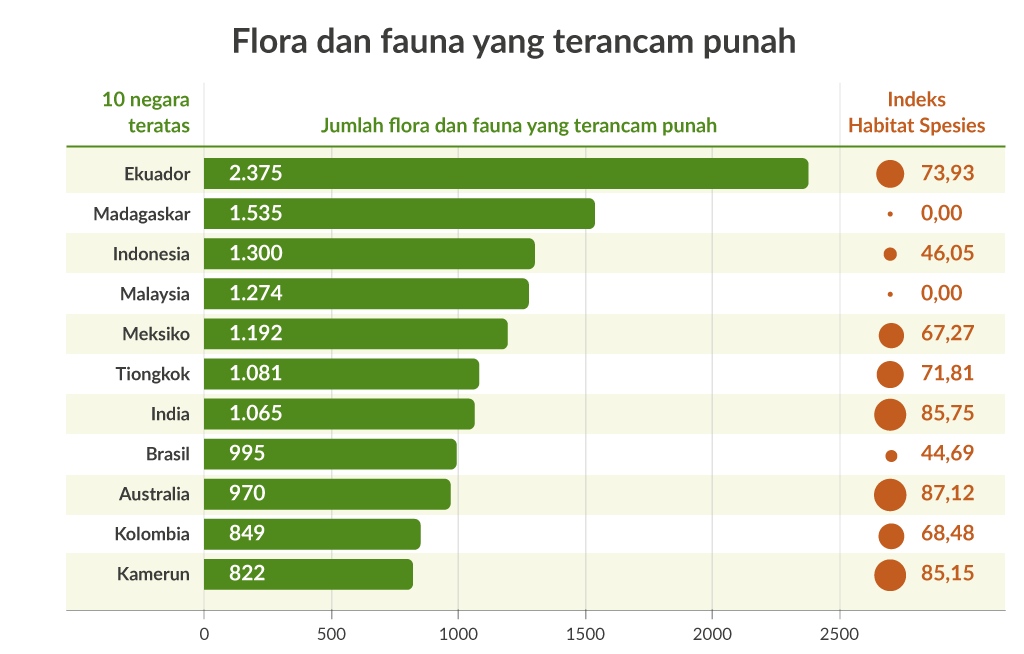 Flora dan fauna yang terancam punah
10 negara
teratas
Jumlah flora dan fauna yang terancam punah
Indeks
Habitat Spesies
Ekuador 2.375 73,93
Madagaskar 1.535 0,00
Indonesia 1.300 46,05
Malaysia 1.274 0,00
Meksiko 1.192 67,27
Tiongkok 1.081 71,81
India 1.065 85,75
Brasil 995 44,69
Australia 970 87,12
Kolombia 849 68,48
Kamerun 822 85,15
0 500 1000 1500 2000 2500